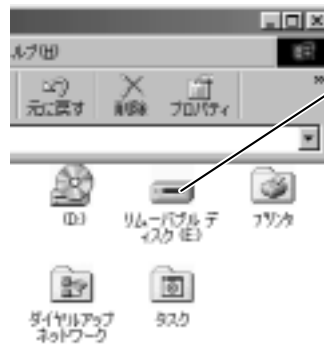 ルプ(H)
元に戻す 削除 プロパティ
»
(D:) リムーバブル デ プリンタ
ィスク (E:)
ダイヤルアップ タスク
ネットワーク